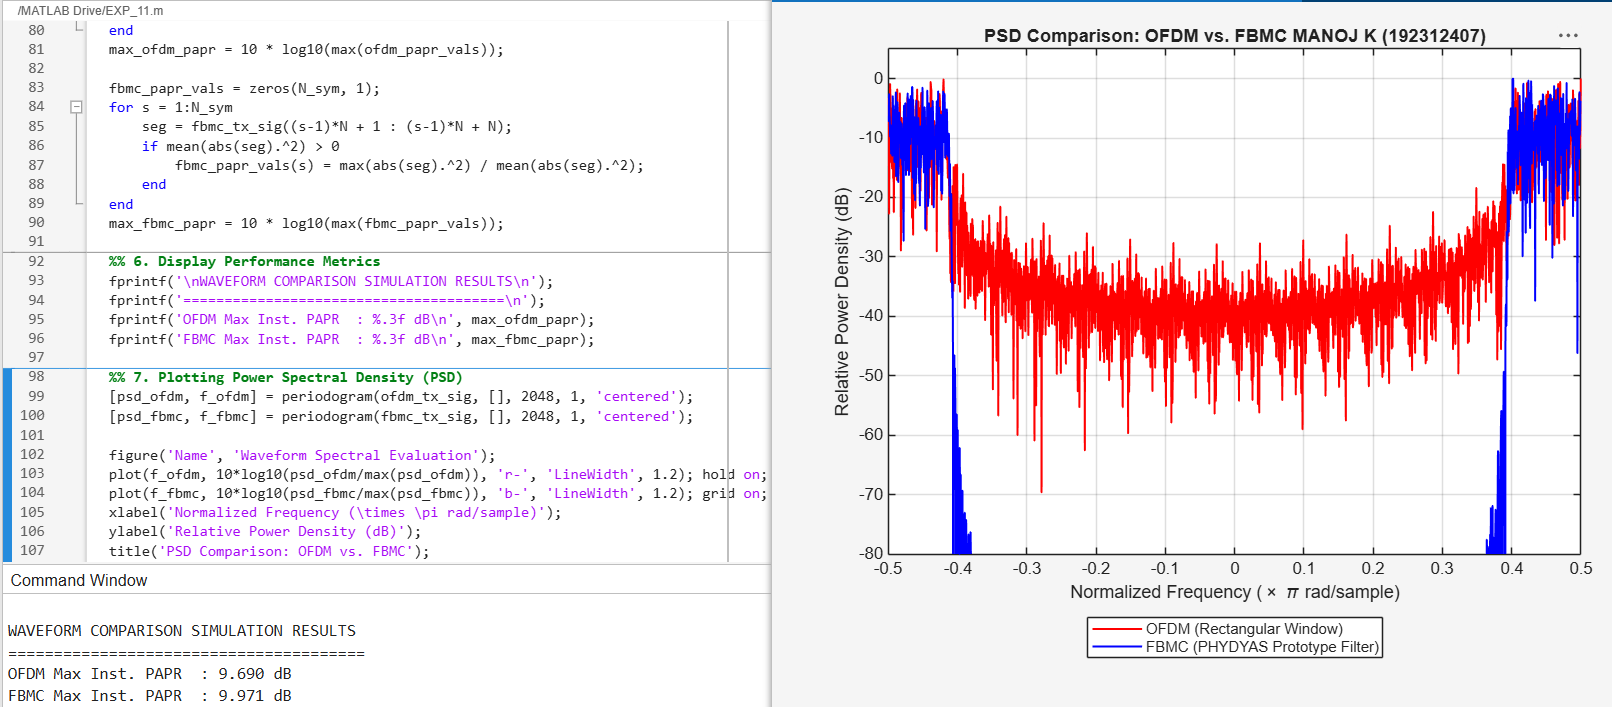 /MATLAB Drive/EXP_11.m
80 end
81 max_ofdm_papr = 10 * log10(max(ofdm_papr_vals));
82
83 fbmc_papr_vals = zeros(N_sym, 1);
84 for s = 1:N_sym
85 seg = fbmc_tx_sig((s-1)*N + 1 : (s-1)*N + N);
86 if mean(abs(seg).^2) > 0
87 fbmc_papr_vals(s) = max(abs(seg).^2) / mean(abs(seg).^2);
88 end
89 end
90 max_fbmc_papr = 10 * log10(max(fbmc_papr_vals));
91
92 %% 6. Display Performance Metrics
93 fprintf('\nWAVEFORM COMPARISON SIMULATION RESULTS\n');
94 fprintf('=======================================\n');
95 fprintf('OFDM Max Inst. PAPR  : %.3f dB\n', max_ofdm_papr);
96 fprintf('FBMC Max Inst. PAPR  : %.3f dB\n', max_fbmc_papr);
97
98 %% 7. Plotting Power Spectral Density (PSD)
99 [psd_ofdm, f_ofdm] = periodogram(ofdm_tx_sig, [], 2048, 1, 'centered');
100 [psd_fbmc, f_fbmc] = periodogram(fbmc_tx_sig, [], 2048, 1, 'centered');
101
102 figure('Name', 'Waveform Spectral Evaluation');
103 plot(f_ofdm, 10*log10(psd_ofdm/max(psd_ofdm)), 'r-', 'LineWidth', 1.2); hold on;
104 plot(f_fbmc, 10*log10(psd_fbmc/max(psd_fbmc)), 'b-', 'LineWidth', 1.2); grid on;
105 xlabel('Normalized Frequency (\times \pi rad/sample)');
106 ylabel('Relative Power Density (dB)');
107 title('PSD Comparison: OFDM vs. FBMC');
Command Window
WAVEFORM COMPARISON SIMULATION RESULTS
=======================================
OFDM Max Inst. PAPR  : 9.690 dB
FBMC Max Inst. PAPR  : 9.971 dB
PSD Comparison: OFDM vs. FBMC MANOJ K (192312407)
Relative Power Density (dB)
0
-10
-20
-30
-40
-50
-60
-70
-80
-0.5 -0.4 -0.3 -0.2 -0.1 0 0.1 0.2 0.3 0.4 0.5
Normalized Frequency ( × π rad/sample)
OFDM (Rectangular Window)
FBMC (PHYDYAS Prototype Filter)